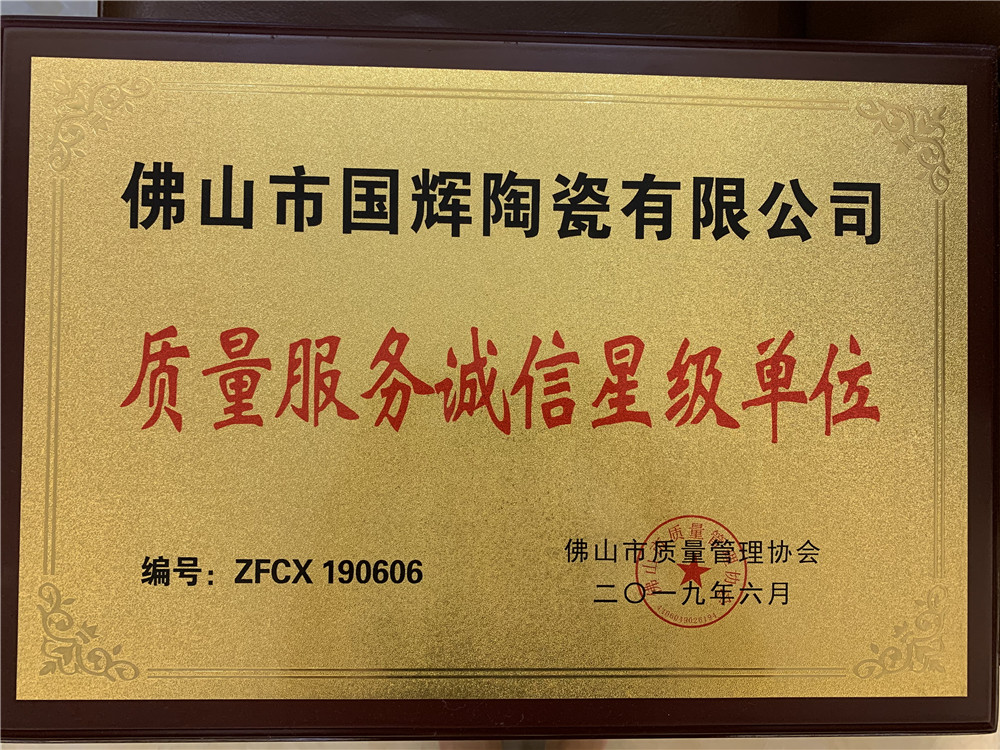 佛山市国辉陶瓷有限公司
质量服务诚信星级单位
编号：ZFCX 190606
佛山市质量管理协会
二〇一九年六月